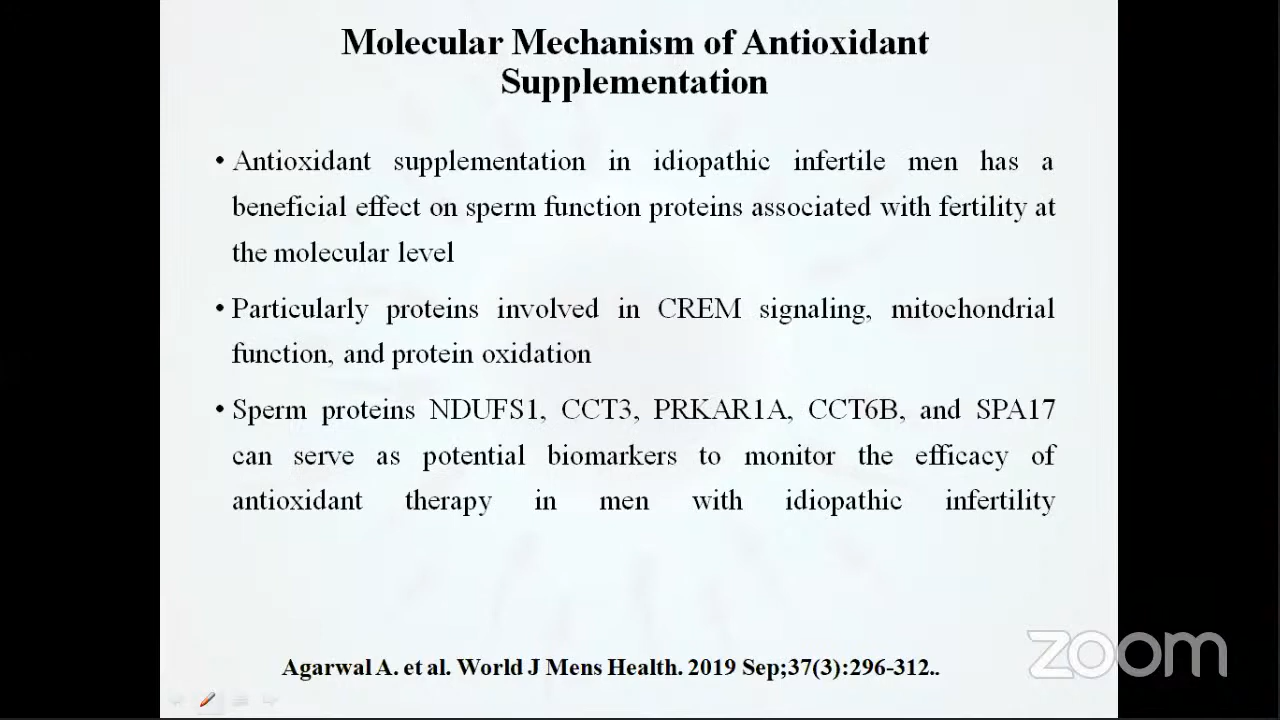 Molecular Mechanism of Antioxidant
Supplementation
• Antioxidant supplementation in idiopathic infertile men has a
beneficial effect on sperm function proteins associated with fertility at
the molecular level
• Particularly proteins involved in CREM signaling, mitochondrial
function, and protein oxidation
• Sperm proteins NDUFS1, CCT3, PRKAR1A, CCT6B, and SPA17
can serve as potential biomarkers to monitor the efficacy of
antioxidant therapy in men with idiopathic infertility
zoom
Agarwal A. et al. World J Mens Health. 2019 Sep;37(3):296-312..